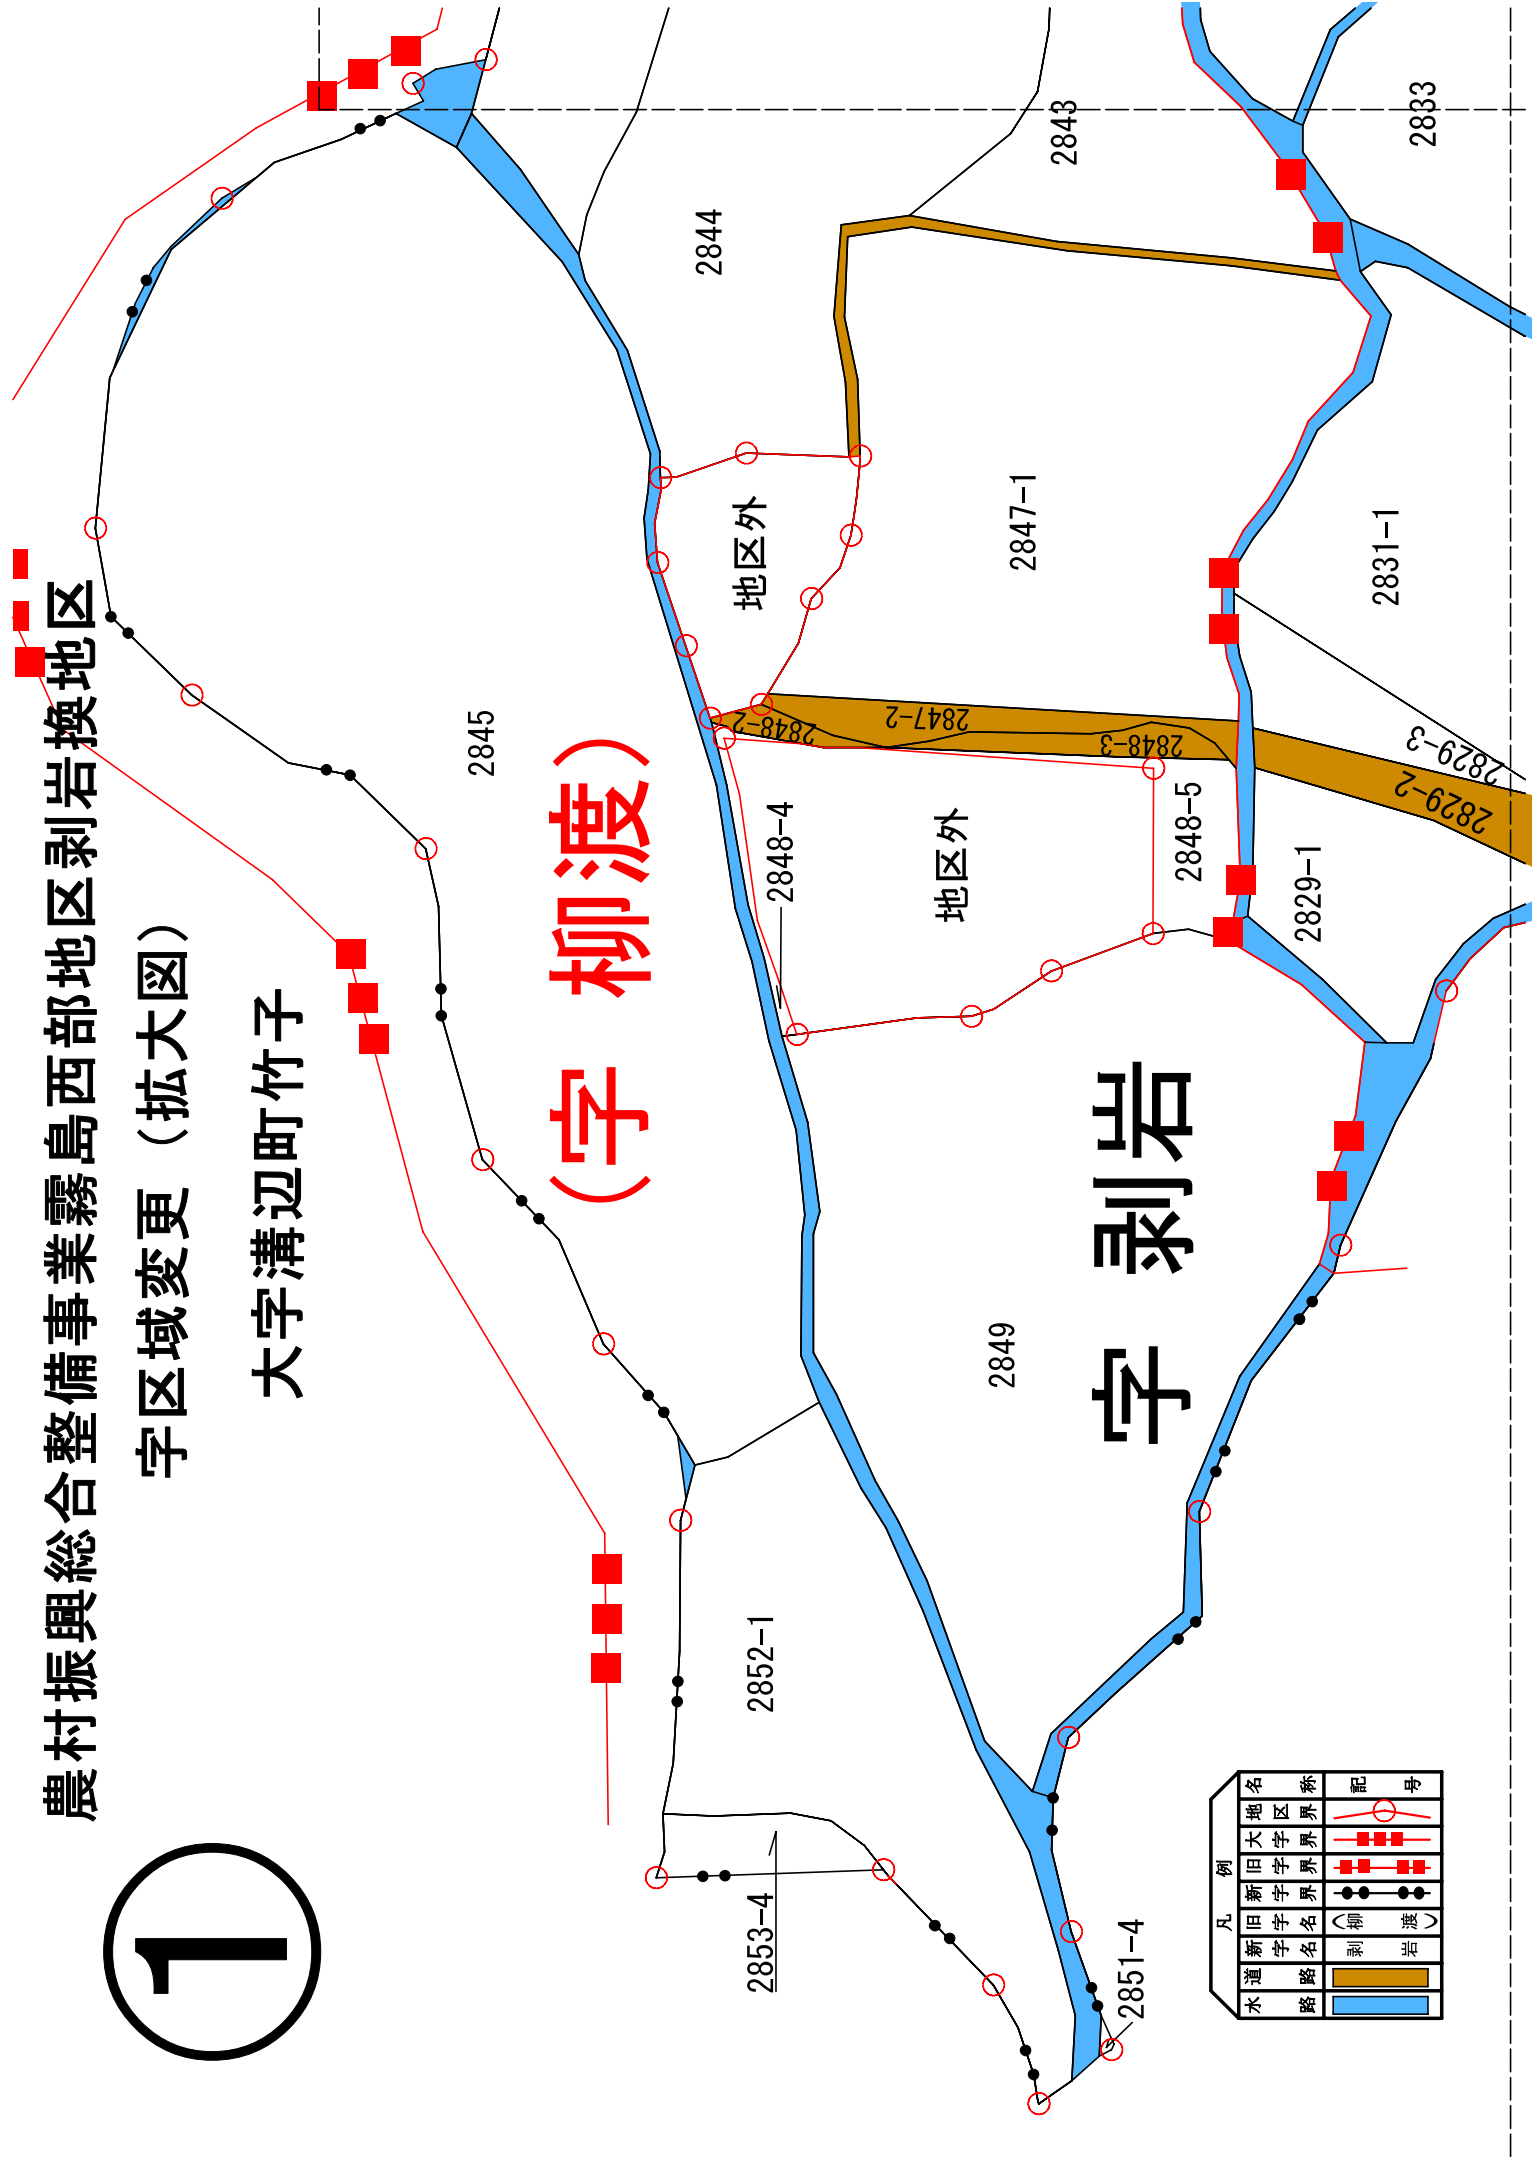 農村振興総合整備事業霧島西部地区剥岩換地区
字区域変更（拡大図）
大字溝辺町竹子
1
2845
（字 柳渡）
2844
2843
2833
地区外
2847-1
2831-1
2848-2
2847-2
2848-3
2829-3
2829-2
2848-4
地区外
2848-5
2829-1
字 剥岩
2849
2852-1
2853-4
2851-4
凡 例
名 称 記 号
地区界
大字界
旧字界
新字界
旧字名 （柳 渡）
新字名 剥 岩
道 路
水 路